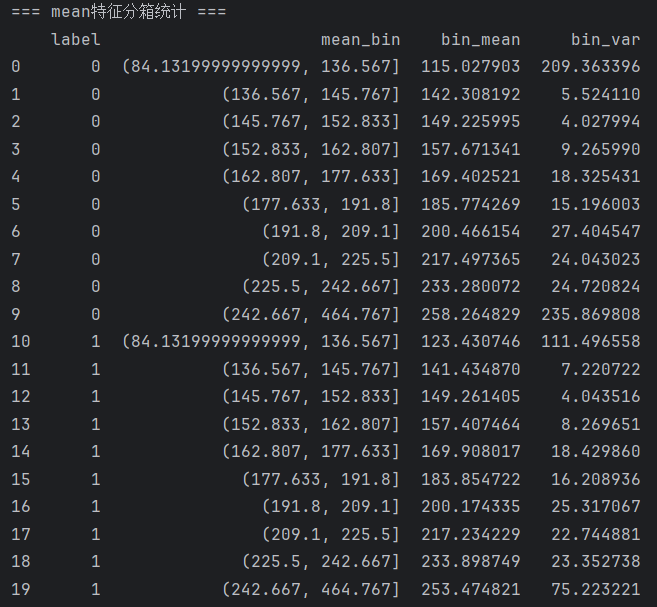 === mean特征分箱统计 ===
label mean_bin bin_mean bin_var
0 0 (84.13199999999999, 136.567] 115.027903 209.363396
1 0 (136.567, 145.767] 142.308192 5.524110
2 0 (145.767, 152.833] 149.225995 4.027994
3 0 (152.833, 162.807] 157.671341 9.265990
4 0 (162.807, 177.633] 169.402521 18.325431
5 0 (177.633, 191.8] 185.774269 15.196003
6 0 (191.8, 209.1] 200.466154 27.404547
7 0 (209.1, 225.5] 217.497365 24.043023
8 0 (225.5, 242.667] 233.280072 24.720824
9 0 (242.667, 464.767] 258.264829 235.869808
10 1 (84.13199999999999, 136.567] 123.430746 111.496558
11 1 (136.567, 145.767] 141.434870 7.220722
12 1 (145.767, 152.833] 149.261405 4.043516
13 1 (152.833, 162.807] 157.407464 8.269651
14 1 (162.807, 177.633] 169.908017 18.429860
15 1 (177.633, 191.8] 183.854722 16.208936
16 1 (191.8, 209.1] 200.174335 25.317067
17 1 (209.1, 225.5] 217.234229 22.744881
18 1 (225.5, 242.667] 233.898749 23.352738
19 1 (242.667, 464.767] 253.474821 75.223221